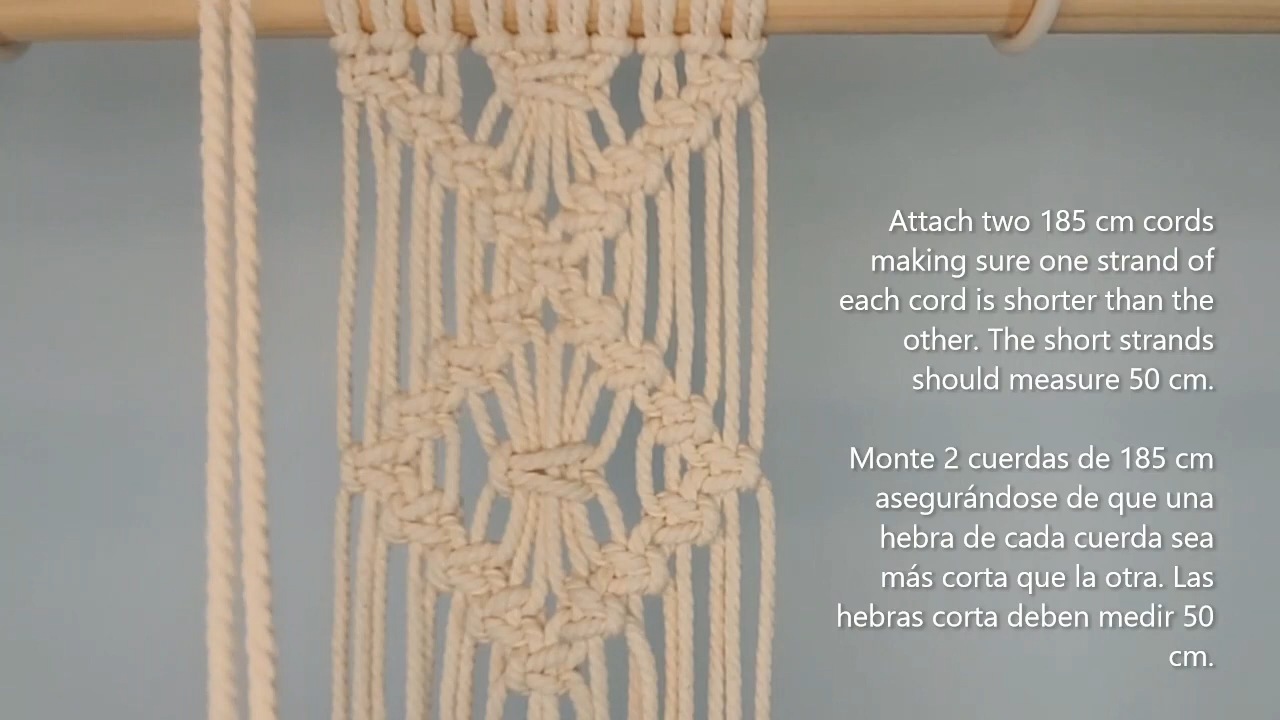 Attach two 185 cm cords
making sure one strand of
each cord is shorter than the
other. The short strands
should measure 50 cm.
Monte 2 cuerdas de 185 cm
asegurándose de que una
hebra de cada cuerda sea
más corta que la otra. Las
hebras corta deben medir 50
cm.